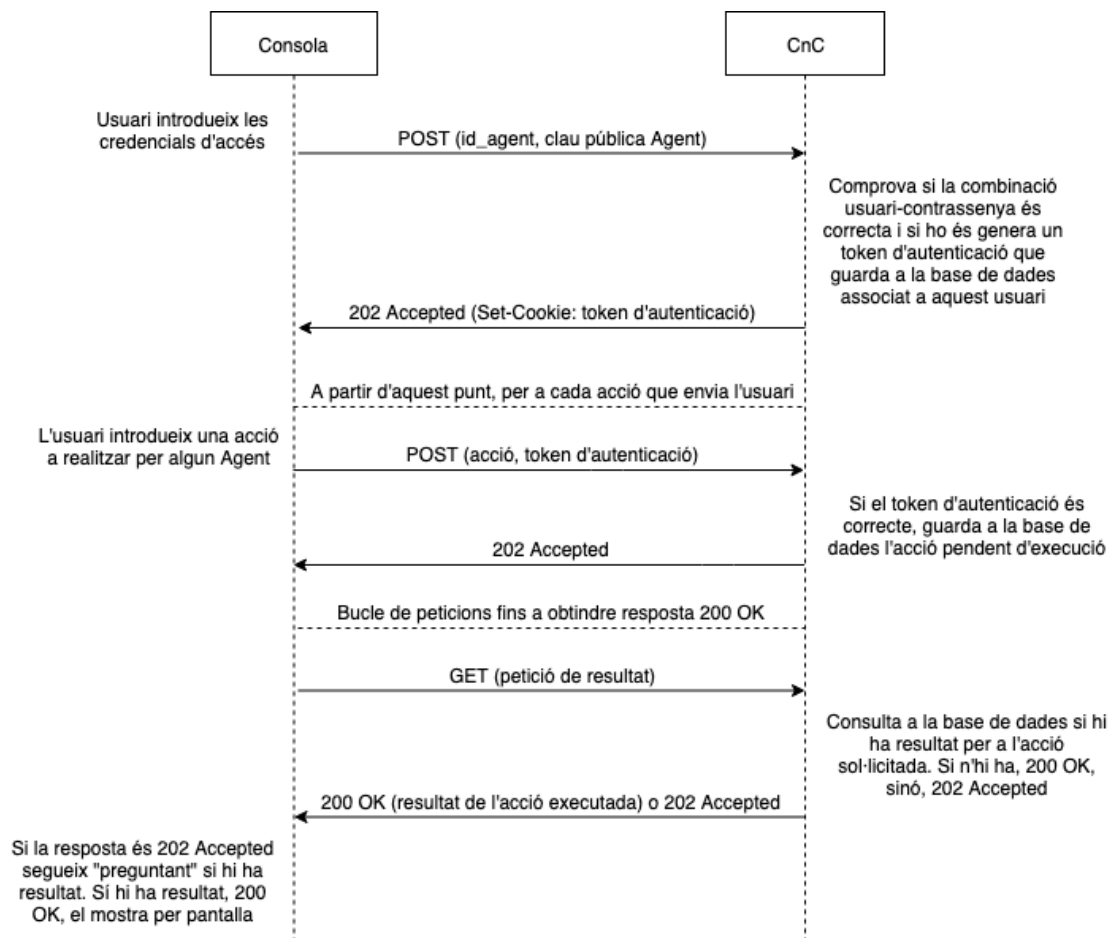 Consola
CnC
Usuari introdueix les
credencials d'accés
POST (id_agent, clau pública Agent)
Comprova si la combinació
usuari-contrassenya és
correcta i si ho és genera un
token d'autenticació que
guarda a la base de dades
associat a aquest usuari
202 Accepted (Set-Cookie: token d'autenticació)
A partir d'aquest punt, per a cada acció que envia l'usuari
L'usuari introdueix una acció
a realitzar per algun Agent
POST (acció, token d'autenticació)
Si el token d'autenticació és
correcte, guarda a la base de
dades l'acció pendent d'execució
202 Accepted
Bucle de peticions fins a obtindre resposta 200 OK
GET (petició de resultat)
Consulta a la base de dades si hi
ha resultat per a l'acció
sol·licitada. Si n'hi ha, 200 OK,
sinó, 202 Accepted
200 OK (resultat de l'acció executada) o 202 Accepted
Si la resposta és 202 Accepted
segueix "preguntant" si hi ha
resultat. Sí hi ha resultat, 200
OK, el mostra per pantalla